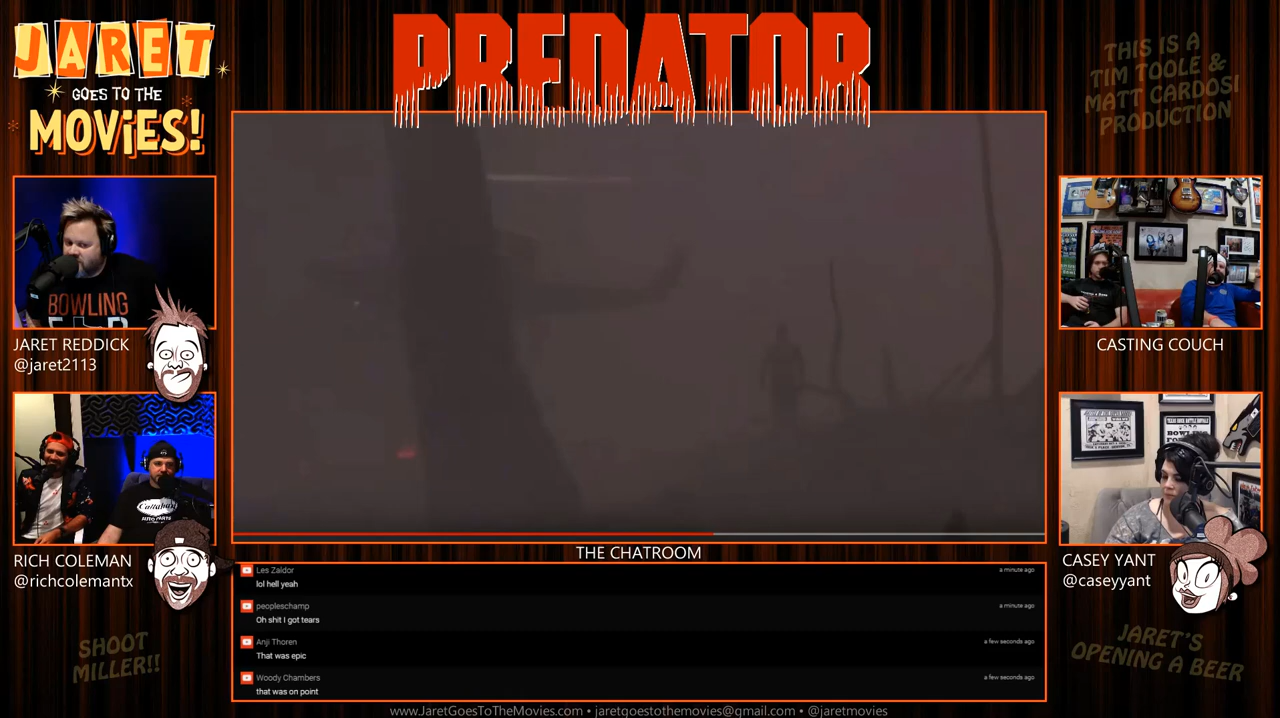 JARET
GOES TO THE
MOVIES!
PREDATOR
THIS IS A
TIM TOOLE &
MATT CARDOSI
PRODUCTION
BOWLING
JARET REDDICK
@jaret2113
CASTING COUCH
RICH COLEMAN
@richcolemantx
CASEY YANT
@caseyyant
THE CHATROOM
Les Zaidor
a minute ago
lol hell yeah
peopleschamp
a minute ago
Oh shit I got tears
Anji Thoren
a few seconds ago
That was epic
Woody Chambers
a few seconds ago
that was on point
SHOOT
MILLER!!
JARET'S
OPENING A BEER
www.JaretGoesToTheMovies.com • jaretgoestothemovies@gmail.com • @jaretmovies